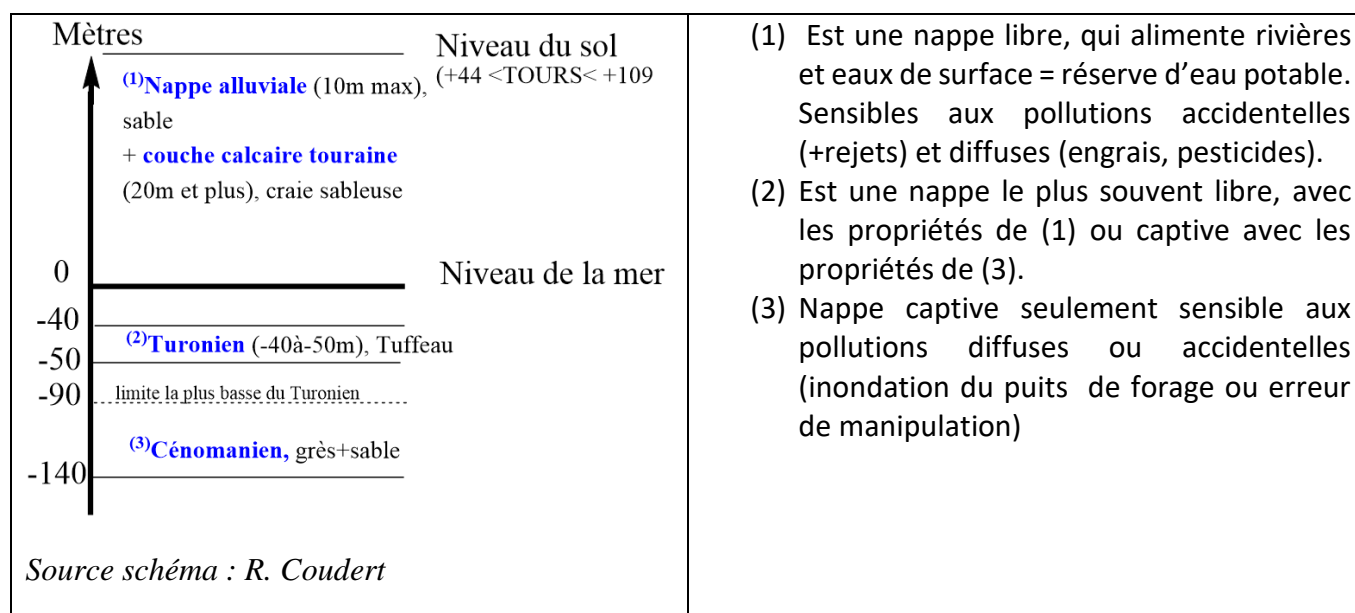 Mètres
Niveau du sol
(+44 <TOURS< +109
(1)Nappe alluviale (10m max),
sable
+ couche calcaire touraine
(20m et plus), craie sableuse
0
Niveau de la mer
-40
(2)Turonien (-40à-50m), Tuffeau
-50
-90 limite la plus basse du Turonien
(3)Cénomanien, grès+sable
-140
Source schéma : R. Coudert
(1) Est une nappe libre, qui alimente rivières
et eaux de surface = réserve d’eau potable.
Sensibles aux pollutions accidentelles
(+rejets) et diffuses (engrais, pesticides).
(2) Est une nappe le plus souvent libre, avec
les propriétés de (1) ou captive avec les
propriétés de (3).
(3) Nappe captive seulement sensible aux
pollutions diffuses ou accidentelles
(inondation du puits de forage ou erreur
de manipulation)